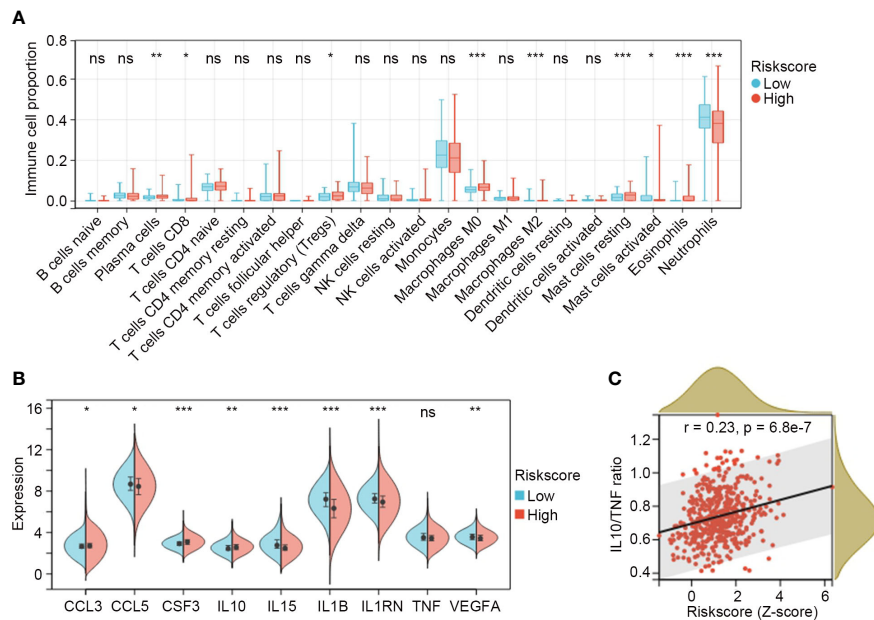 A
0.8
0.6
0.4
0.2
0.0
Immune cell proportion
ns ns ** * ns ns ns ns * ns ns ns ns *** ns *** ns ns *** * *** ***
Riskscore
Low
High
B cells naive
B cells memory
Plasma cells
T cells CD8
T cells CD4 naive
T cells CD4 memory resting
T cells CD4 memory activated
T cells follicular helper
T cells regulatory (Tregs)
T cells gamma delta
NK cells resting
NK cells activated
Monocytes
Macrophages M0
Macrophages M1
Macrophages M2
Dendritic cells resting
Dendritic cells activated
Mast cells resting
Mast cells activated
Eosinophils
Neutrophils
B
16
12
8
4
0
Expression
* * *** ** *** *** *** ns **
Riskscore
Low
High
CCL3 CCL5 CSF3 IL10 IL15 IL1B IL1RN TNF VEGFA
C
r = 0.23, p = 6.8e-7
1.2
1.0
0.8
0.6
0.4
IL10/TNF ratio
0 2 4 6
Riskscore (Z-score)